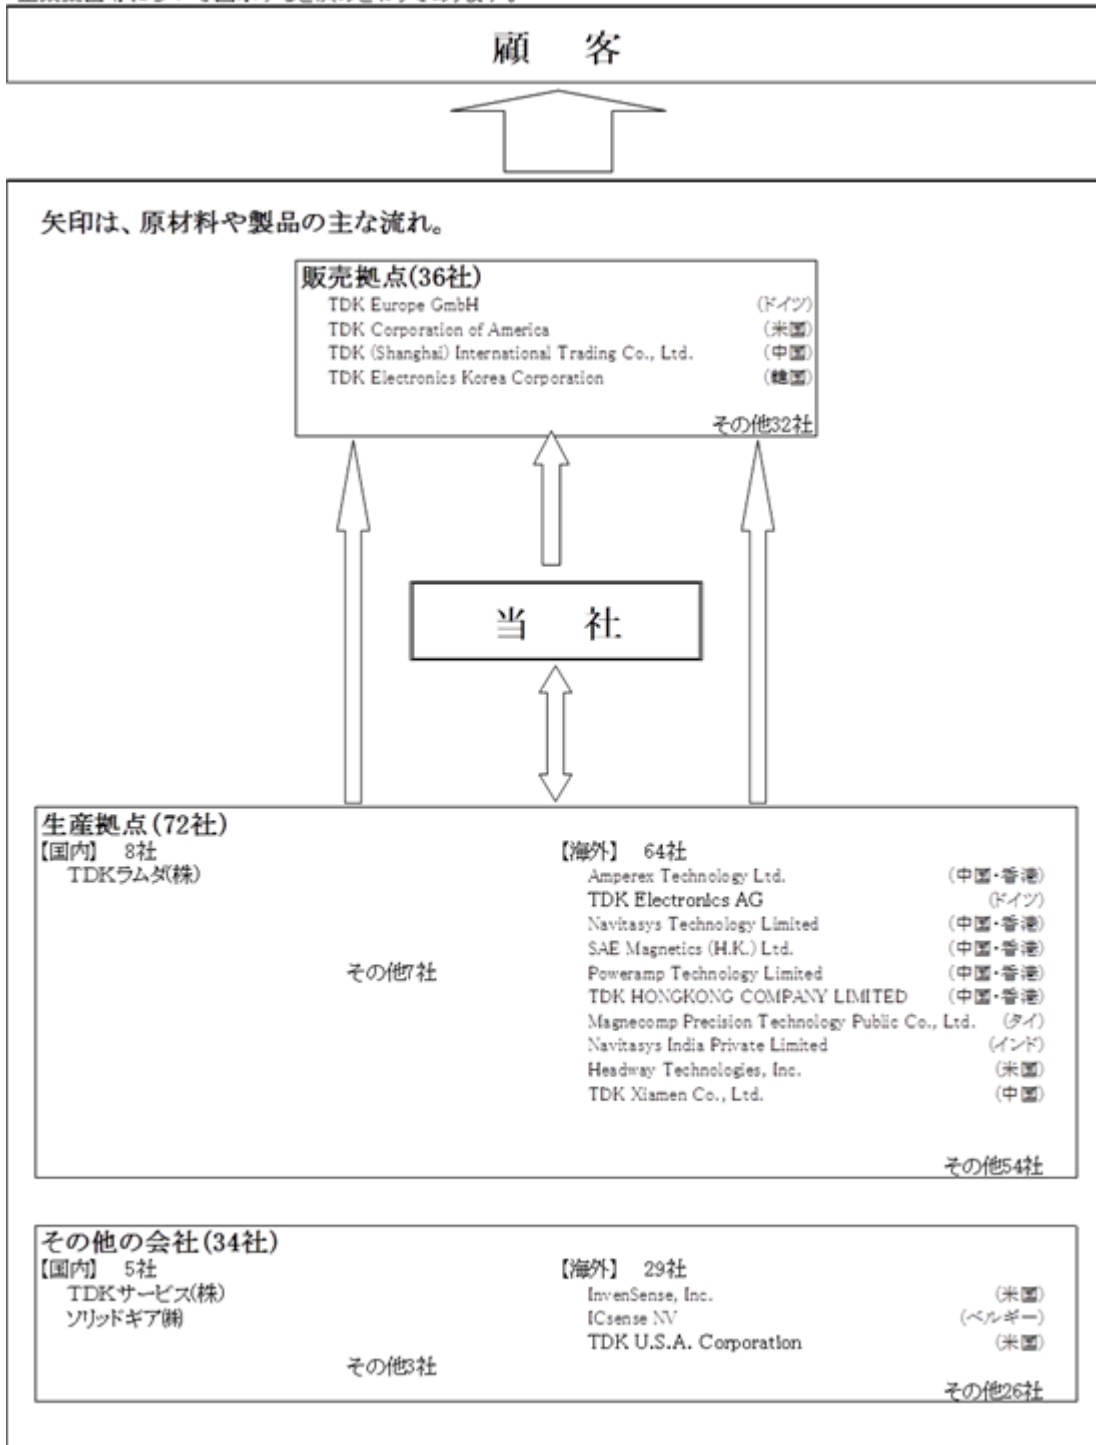 顧　客
矢印は、原材料や製品の主な流れ。
販売拠点(36社)
TDK Europe GmbH (ドイツ)
TDK Corporation of America (米国)
TDK (Shanghai) International Trading Co., Ltd. (中国)
TDK Electronics Korea Corporation (韓国)
その他32社
当　社
生産拠点(72社)
【国内】 8社
TDKラムダ(株)
その他7社
【海外】 64社
Amperex Technology Ltd. (中国・香港)
TDK Electronics AG (ドイツ)
Navitasys Technology Limited (中国・香港)
SAE Magnetics (H.K.) Ltd. (中国・香港)
Poweramp Technology Limited (中国・香港)
TDK HONGKONG COMPANY LIMITED (中国・香港)
Magnecomp Precision Technology Public Co., Ltd. (タイ)
Navitasys India Private Limited (インド)
Headway Technologies, Inc. (米国)
TDK Xiamen Co., Ltd. (中国)
その他54社
その他の会社(34社)
【国内】 5社
TDKサービス(株)
ソリッドギア㈱
その他3社
【海外】 29社
InvenSense, Inc. (米国)
ICsense NV (ベルギー)
TDK U.S.A. Corporation (米国)
その他26社